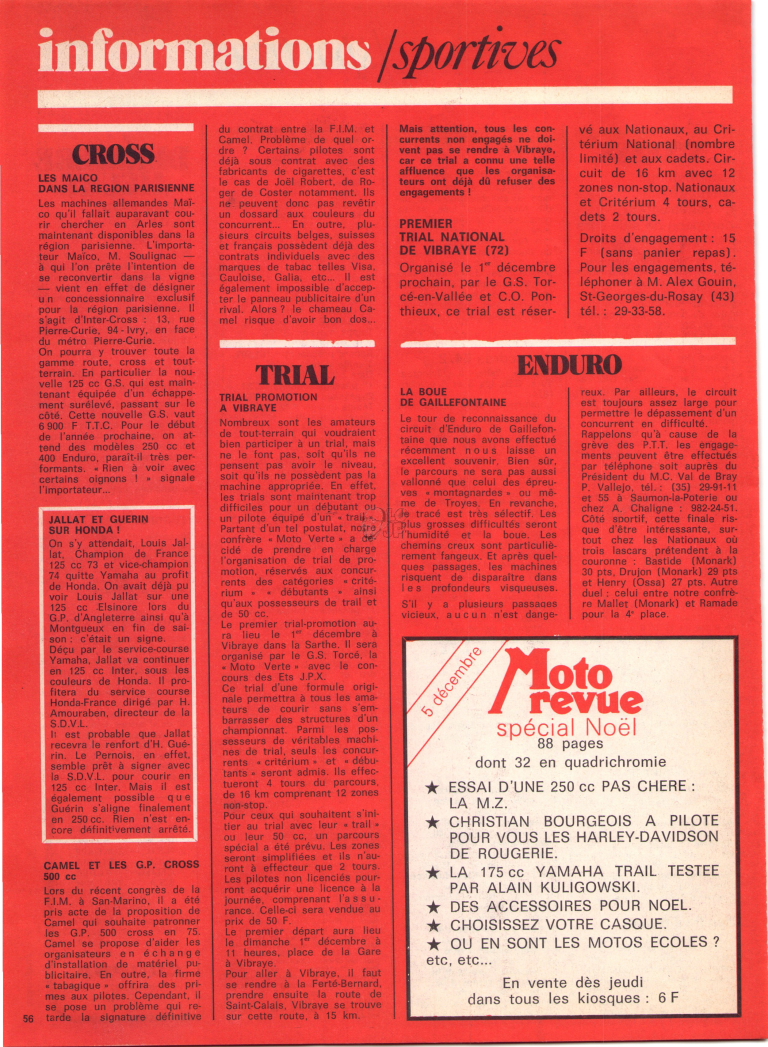 informations/sportives
CROSS
LES MAICO
DANS LA REGION PARISIENNE
Les machines allemandes Maï-
co qu'il fallait auparavant cou-
rir chercher en Arles sont
maintenant disponibles dans la
région parisienne. L'importa-
teur Maïco, M. Soulignac —
à qui l'on prête l'intention de
se reconvertir dans la vigne
— vient en effet de désigner
un concessionnaire exclusif
pour la région parisienne. Il
s'agit d'Inter-Cross : 13, rue
Pierre-Curie, 94 - Ivry, en face
du métro Pierre-Curie.
On pourra y trouver toute la
gamme route, cross et tout-
terrain. En particulier la nou-
velle 125 cc G.S. qui est main-
tenant équipée d'un échappe-
ment surélevé, passant sur le
côté. Cette nouvelle G.S. vaut
6 900 F T.T.C. Pour le début
de l'année prochaine, on at-
tend des modèles 250 cc et
400 Enduro, paraît-il très per-
formants. « Rien à voir avec
certains oignons ! » signale
l'importateur...
JALLAT ET GUERIN
SUR HONDA !
On s'y attendait, Louis Jal-
lat, Champion de France
125 cc 73 et vice-champion
74 quitte Yamaha au profit
de Honda. On avait déjà pu
voir Louis Jallat sur une
125 cc Elsinore lors du
G.P. d'Angleterre ainsi qu'à
Montgueux en fin de sai-
son : c'était un signe.
Déçu par le service-course
Yamaha, Jallat va continuer
en 125 cc Inter, sous les
couleurs de Honda. Il pro-
fitera du service course
Honda-France dirigé par H.
Amouraben, directeur de la
S.D.V.L.
Il est probable que Jallat
recevra le renfort d'H. Gué-
rin. Le Pernois, en effet,
semble prêt à signer avec
la S.D.V.L. pour courir en
125 cc Inter. Mais il est
également possible que
Guérin s'aligne finalement
en 250 cc. Rien n'est en-
core définitivement arrêté.
CAMEL ET LES G.P. CROSS
500 cc
Lors du récent congrès de la
F.I.M. à San-Marino, il a été
pris acte de la proposition de
Camel qui souhaite patronner
les G.P. 500 cross en 75.
Camel se propose d'aider les
organisateurs en échange
d'installation de matériel pu-
blicitaire. En outre, la firme
« tabagique » offrira des pri-
mes aux pilotes. Cependant, il
se pose un problème qui re-
tarde la signature définitive
56
du contrat entre la F.I.M. et
Camel. Problème de quel or-
dre ? Certains pilotes sont
déjà sous contrat avec des
fabricants de cigarettes, c'est
le cas de Joël Robert, de Ro-
ger de Coster notamment. Ils
ne peuvent donc pas revêtir
un dossard aux couleurs du
concurrent... En outre, plu-
sieurs circuits belges, suisses
et français possèdent déjà des
contrats individuels avec des
marques de tabac telles Visa,
Cauloise, Galia, etc... Il est
également impossible d'accep-
ter le panneau publicitaire d'un
rival. Alors ? le chameau Ca-
mel risque d'avoir bon dos...
TRIAL
TRIAL PROMOTION
A VIBRAYE
Nombreux sont les amateurs
de tout-terrain qui voudraient
bien participer à un trial, mais
ne le font pas, soit qu'ils ne
pensent pas avoir le niveau,
soit qu'ils ne possèdent pas la
machine appropriée. En effet,
les trials sont maintenant trop
difficiles pour un débutant ou
un pilote équipé d'un « trail ».
Partant d'un tel postulat, notre
confrère « Moto Verte » a dé-
cidé de prendre en charge
l'organisation de trial de pro-
motion, réservés aux concur-
rents des catégories « crité-
rium » « débutants » ainsi
qu'aux possesseurs de trail et
de 50 cc.
Le premier trial-promotion au-
ra lieu le 1er décembre à
Vibraye dans la Sarthe. Il sera
organisé par le G.S. Torcé, la
« Moto Verte » avec le con-
cours des Ets J.P.X.
Ce trial d'une formule origi-
nale permettra à tous les ama-
teurs de courir sans s'em-
barrasser des structures d'un
championnat. Parmi les pos-
sesseurs de véritables machi-
nes de trial, seuls les concur-
rents « critérium » et « débu-
tants » seront admis. Ils effec-
tueront 4 tours du parcours,
de 16 km comprenant 12 zones
non-stop.
Pour ceux qui souhaitent s'ini-
tier au trial avec leur « trail »
ou leur 50 cc, un parcours
spécial a été prévu. Les zones
seront simplifiées et ils n'au-
ront à effecteur que 2 tours.
Les pilotes non licenciés pour-
ront acquérir une licence à la
journée, comprenant l'assu-
rance. Celle-ci sera vendue au
prix de 50 F.
Le premier départ aura lieu
le dimanche 1er décembre à
11 heures, place de la Gare
à Vibraye.
Pour aller à Vibraye, il faut
se rendre à la Ferté-Bernard,
prendre ensuite la route de
Saint-Calais, Vibraye se trouve
sur cette route, à 15 km.
Mais attention, tous les con-
currents non engagés ne doi-
vent pas se rendre à Vibraye,
car ce trial a connu une telle
affluence que les organisa-
teurs ont déjà dû refuser des
engagements !
PREMIER
TRIAL NATIONAL
DE VIBRAYE (72)
Organisé le 1er décembre
prochain, par le G.S. Tor-
cé-en-Vallée et C.O. Pon-
thieux, ce trial est réser-
vé aux Nationaux, au Cri-
térium National (nombre
limité) et aux cadets. Cir-
cuit de 16 km avec 12
zones non-stop. Nationaux
et Critérium 4 tours, ca-
dets 2 tours.
Droits d'engagement : 15
F (sans panier repas).
Pour les engagements, té-
léphoner à M. Alex Gouin,
St-Georges-du-Rosay (43)
tél. : 29-33-58.
ENDURO
LA BOUE
DE GAILLEFONTAINE
Le tour de reconnaissance du
circuit d'Enduro de Gaillefon-
taine que nous avons effectué
récemment nous laisse un
excellent souvenir. Bien sûr,
le parcours ne sera pas aussi
vallonné que celui des épreu-
ves « montagnardes » ou mê-
me de Troyes. En revanche,
le tracé est très sélectif. Les
plus grosses difficultés seront
l'humidité et la boue. Les
chemins creux sont particuliè-
rement fangeux. Et après quel-
ques passages, les machines
risquent de disparaître dans
les profondeurs visqueuses.
S'il y a plusieurs passages
vicieux, aucun n'est dange-
reux. Par ailleurs, le circuit
est toujours assez large pour
permettre le dépassement d'un
concurrent en difficulté.
Rappelons qu'à cause de la
grève des P.T.T. les engage-
ments peuvent être effectués
par téléphone soit auprès du
Président du M.C. Val de Bray
P. Vallejo, tél. : (35) 29-91-11
et 55 à Saumon-la-Poterie ou
chez A. Chaligne : 982-24-51.
Côté sportif, cette finale ris-
que d'être intéressante, sur-
tout chez les Nationaux où
trois lascars prétendent à la
couronne : Bastide (Monark)
30 pts, Drujon (Monark) 29 pts
et Henry (Ossa) 27 pts. Autre
duel : celui entre notre confrè-
re Mallet (Monark) et Ramade
pour la 4e place.
5 décembre
Moto
revue
spécial Noël
88 pages
dont 32 en quadrichromie
★ ESSAI D'UNE 250 cc PAS CHERE :
LA M.Z.
★ CHRISTIAN BOURGEOIS A PILOTE
POUR VOUS LES HARLEY-DAVIDSON
DE ROUGERIE.
★ LA 175 cc YAMAHA TRAIL TESTEE
PAR ALAIN KULIGOWSKI.
★ DES ACCESSOIRES POUR NOEL.
★ CHOISISSEZ VOTRE CASQUE.
★ OU EN SONT LES MOTOS ECOLES ?
etc, etc...
En vente dès jeudi
dans tous les kiosques : 6 F